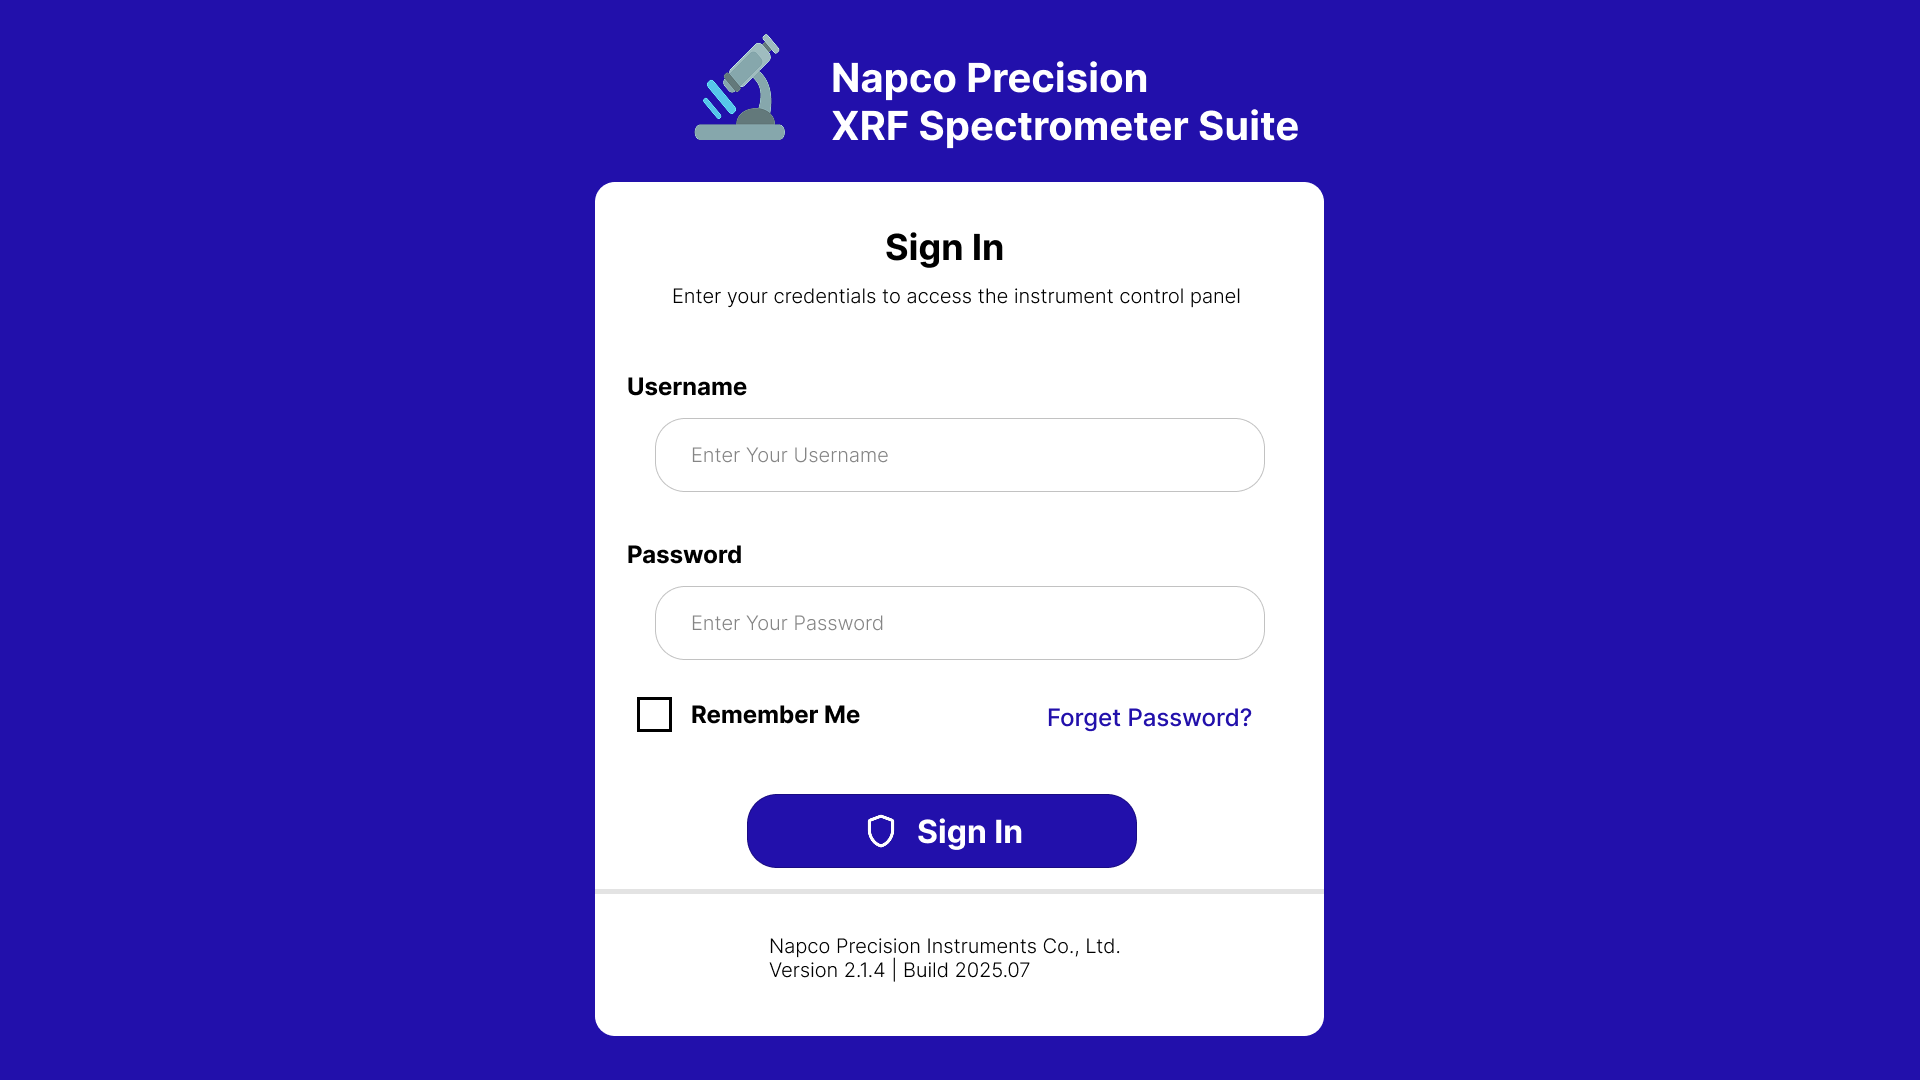 Napco Precision
XRF Spectrometer Suite
Sign In
Enter your credentials to access the instrument control panel
Username
Enter Your Username
Password
Enter Your Password
Remember Me
Forget Password?
Sign In
Napco Precision Instruments Co., Ltd.
Version 2.1.4 | Build 2025.07